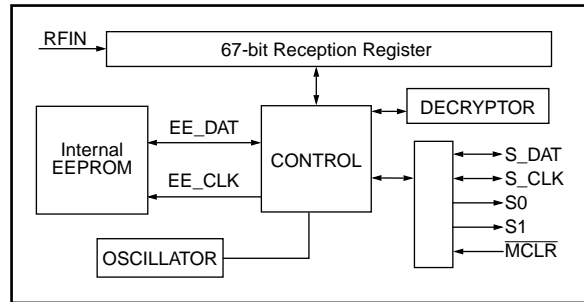 RFIN
67-bit Reception Register
DECRYPTOR
EE_DAT
Internal
EEPROM
CONTROL
EE_CLK
S_DAT
S_CLK
S0
S1
MCLR
OSCILLATOR